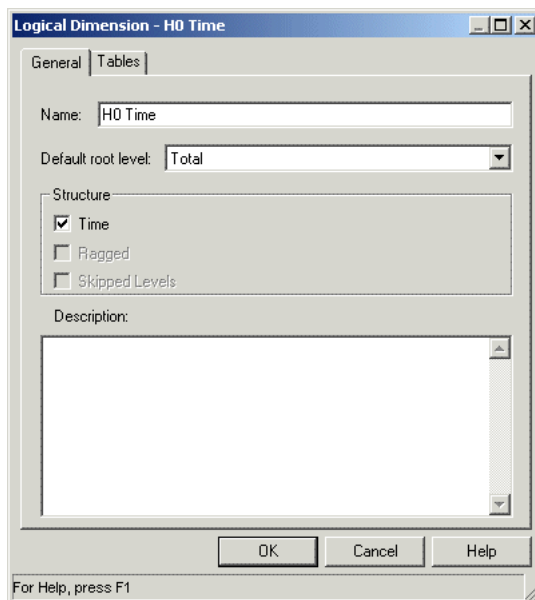 Logical Dimension - H0 Time
General Tables
Name: H0 Time
Default root level: Total
Structure
Time
Ragged
Skipped Levels
Description:
OK Cancel Help
For Help, press F1